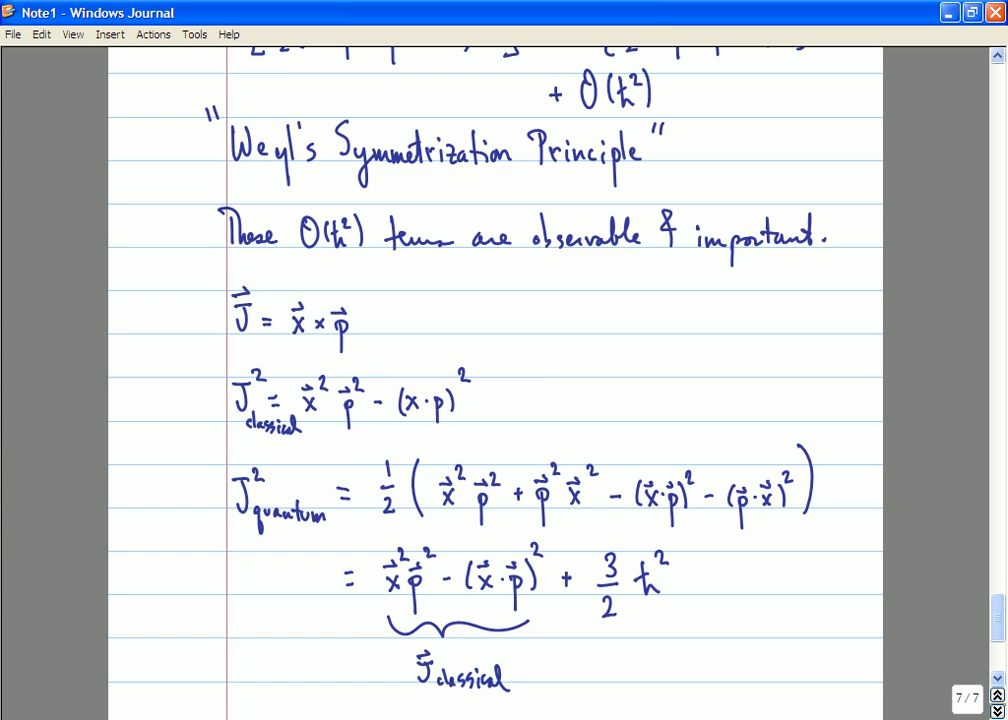 Note1 - Windows Journal
File Edit View Insert Actions Tools Help
+ O(ħ²)
"Weyl's Symmetrization Principle"
These O(ħ²) terms are observable & important.
J⃗ = x⃗ × p⃗
J²classical = x⃗² p⃗² - (x·p)²
J²quantum = 1/2 ( x⃗² p⃗² + p⃗² x⃗² - (x⃗·p⃗)² - (p⃗·x⃗)² )
= x⃗² p⃗² - (x⃗·p⃗)² + 3/2 ħ²
J⃗classical
7/7